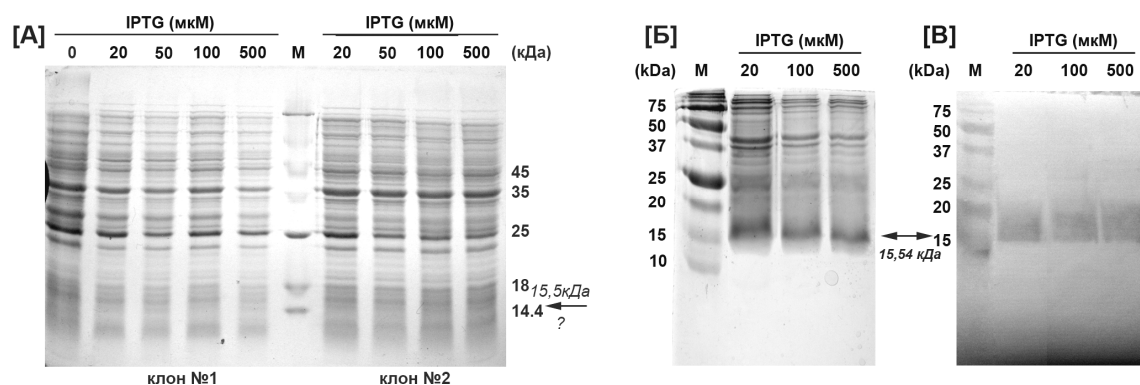 [А]
IPTG (мкМ)
IPTG (мкМ)
0 20 50 100 500 M 20 50 100 500 (кДа)
45
35
25
18
15,5кДа
14.4
?
клон №1
клон №2
[Б]
IPTG (мкМ)
(kDa) M 20 100 500
75
50
37
25
20
15
10
15,54 кДа
[В]
IPTG (мкМ)
(kDa) M 20 100 500
75
50
37
25
20
15